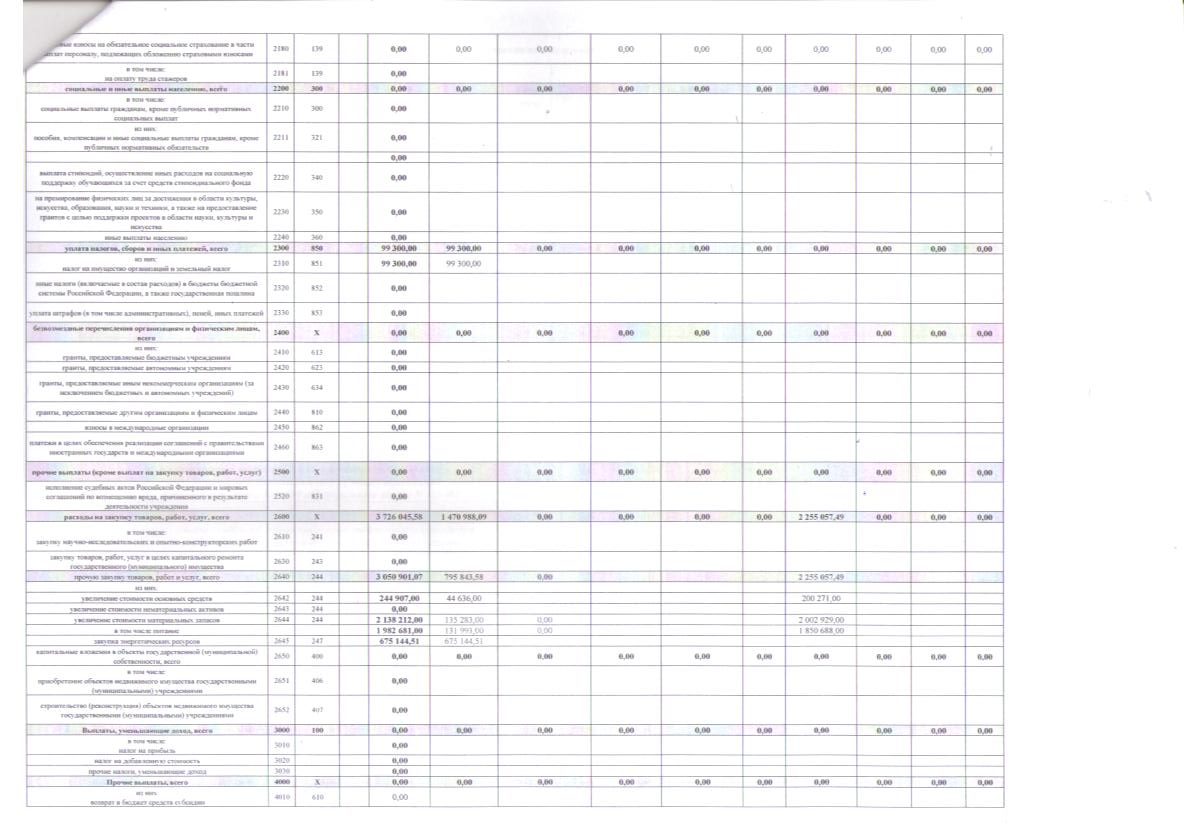 вые взносы на обязательное социальное страхование в части
лат персоналу, подлежащих обложению страховыми взносами 2180 139 0,00 0,00 0,00 0,00 0,00 0,00 0,00 0,00 0,00 0,00
в том числе:
на оплату труда стажеров 2181 139 0,00
социальные и иные выплаты населению, всего 2200 300 0,00 0,00 0,00 0,00 0,00 0,00 0,00 0,00 0,00 0,00
в том числе:
социальные выплаты гражданам, кроме публичных нормативных
социальных выплат 2210 300 0,00
из них:
пособия, компенсации и иные социальные выплаты гражданам, кроме
публичных нормативных обязательств 2211 321 0,00
0,00
выплата стипендий, осуществление иных расходов на социальную
поддержку обучающихся за счет средств стипендиального фонда 2220 340 0,00
на премирование физических лиц за достижения в области культуры,
искусства, образования, науки и техники, а также на предоставление
грантов с целью поддержки проектов в области науки, культуры и
искусства 2230 350 0,00
иные выплаты населению 2240 360 0,00
уплата налогов, сборов и иных платежей, всего 2300 850 99 300,00 99 300,00 0,00 0,00 0,00 0,00 0,00 0,00 0,00 0,00
из них:
налог на имущество организаций и земельный налог 2310 851 99 300,00 99 300,00
иные налоги (включаемые в состав расходов) в бюджеты бюджетной
системы Российской Федерации, а также государственная пошлина 2320 852 0,00
уплата штрафов (в том числе административных), пеней, иных платежей 2330 853 0,00
безвозмездные перечисления организациям и физическим лицам,
всего 2400 X 0,00 0,00 0,00 0,00 0,00 0,00 0,00 0,00 0,00 0,00
из них:
гранты, предоставляемые бюджетным учреждениям 2410 613 0,00
гранты, предоставляемые автономным учреждениям 2420 623 0,00
гранты, предоставляемые иным некоммерческим организациям (за
исключением бюджетных и автономных учреждений) 2430 634 0,00
гранты, предоставляемые другим организациям и физическим лицам 2440 810 0,00
взносы в международные организации 2450 862 0,00
платежи в целях обеспечения реализации соглашений с правительствами
иностранных государств и международными организациями 2460 863 0,00
прочие выплаты (кроме выплат на закупку товаров, работ, услуг) 2500 X 0,00 0,00 0,00 0,00 0,00 0,00 0,00 0,00 0,00 0,00
исполнение судебных актов Российской Федерации и мировых
соглашений по возмещению вреда, причиненного в результате
деятельности учреждения 2520 831 0,00
расходы на закупку товаров, работ, услуг, всего 2600 X 3 726 045,58 1 470 988,09 0,00 0,00 0,00 0,00 2 255 057,49 0,00 0,00 0,00
в том числе:
закупку научно-исследовательских и опытно-конструкторских работ 2610 241 0,00
закупку товаров, работ, услуг в целях капитального ремонта
государственного (муниципального) имущества 2630 243 0,00
прочую закупку товаров, работ и услуг, всего 2640 244 3 050 901,07 795 843,58 0,00 2 255 057,49
из них:
увеличение стоимости основных средств 2642 244 244 907,00 44 636,00 200 271,00
увеличение стоимости нематериальных активов 2643 244 0,00
увеличение стоимости материальных запасов 2644 244 2 138 212,00 135 283,00 0,00 2 002 929,00
в том числе питание 1 982 681,00 131 993,00 0,00 1 850 688,00
закупка энергетических ресурсов 2645 247 675 144,51 675 144,51
капитальные вложения в объекты государственной (муниципальной)
собственности, всего 2650 400 0,00 0,00 0,00 0,00 0,00 0,00 0,00 0,00 0,00 0,00
в том числе:
приобретение объектов недвижимого имущества государственными
(муниципальными) учреждениями 2651 406 0,00
строительство (реконструкция) объектов недвижимого имущества
государственными (муниципальными) учреждениями 2652 407 0,00
Выплаты, уменьшающие доход, всего 3000 100 0,00 0,00 0,00 0,00 0,00 0,00 0,00 0,00 0,00 0,00
в том числе:
налог на прибыль 3010 0,00
налог на добавленную стоимость 3020 0,00
прочие налоги, уменьшающие доход 3030 0,00
Прочие выплаты, всего 4000 X 0,00 0,00 0,00 0,00 0,00 0,00 0,00 0,00 0,00 0,00
из них:
возврат в бюджет средств субсидии 4010 610 0,00